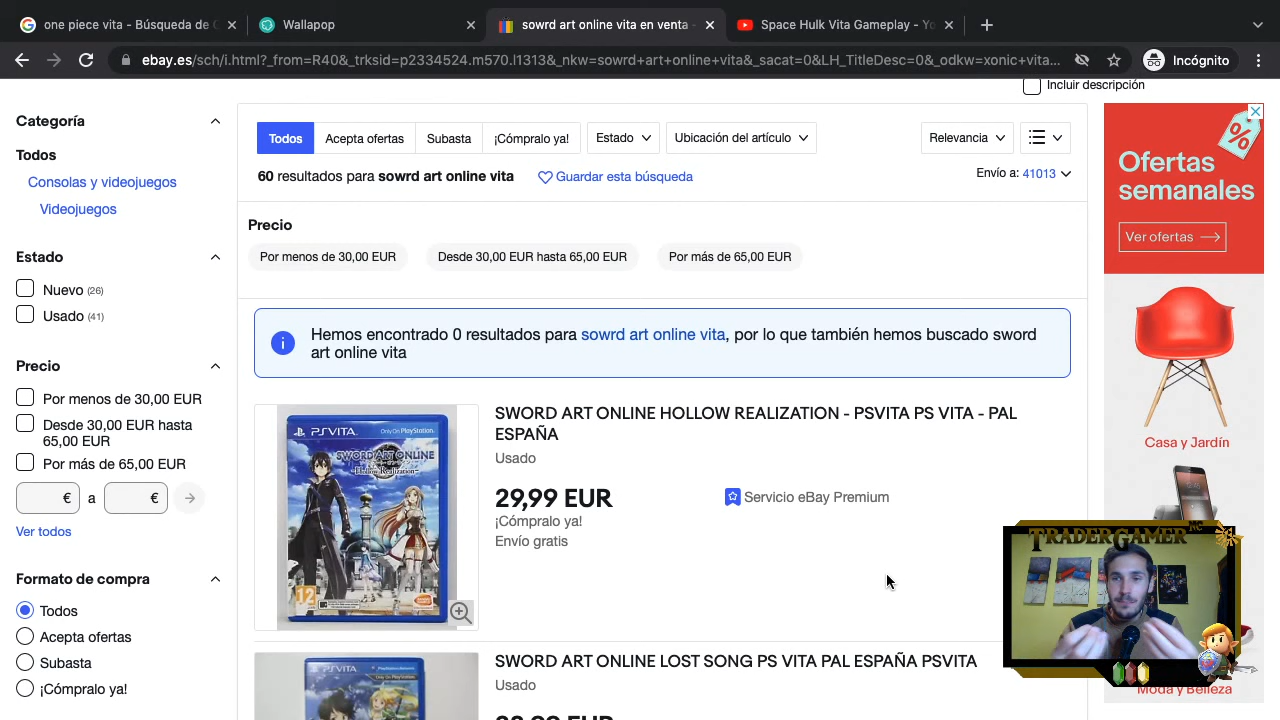 one piece vita - Búsqueda de G
Wallapop
sowrd art online vita en venta -
Space Hulk Vita Gameplay - Yo
ebay.es/sch/i.html?_from=R40&_trksid=p2334524.m570.l1313&_nkw=sowrd+art+online+vita&_sacat=0&LH_TitleDesc=0&_odkw=xonic+vita...
Incógnito
Incluir descripción
Categoría
Todos
Consolas y videojuegos
Videojuegos
Estado
Nuevo (26)
Usado (41)
Precio
Por menos de 30,00 EUR
Desde 30,00 EUR hasta
65,00 EUR
Por más de 65,00 EUR
€ a €
Ver todos
Formato de compra
Todos
Acepta ofertas
Subasta
¡Cómpralo ya!
Todos
Acepta ofertas
Subasta
¡Cómpralo ya!
Estado
Ubicación del artículo
Relevancia
60 resultados para sowrd art online vita
Guardar esta búsqueda
Envío a: 41013
Precio
Por menos de 30,00 EUR
Desde 30,00 EUR hasta 65,00 EUR
Por más de 65,00 EUR
Hemos encontrado 0 resultados para sowrd art online vita, por lo que también hemos buscado sword
art online vita
PSVITA
Only On PlayStation
SWORD ART ONLINE
Hollow Realization
12
SWORD ART ONLINE HOLLOW REALIZATION - PSVITA PS VITA - PAL
ESPAÑA
Usado
29,99 EUR
¡Cómpralo ya!
Envío gratis
Servicio eBay Premium
PSVITA
SWORD ART ONLINE LOST SONG PS VITA PAL ESPAÑA PSVITA
Usado
%
Ofertas
semanales
Ver ofertas
Casa y Jardín
TRADERGAMER MC
Moda y Belleza